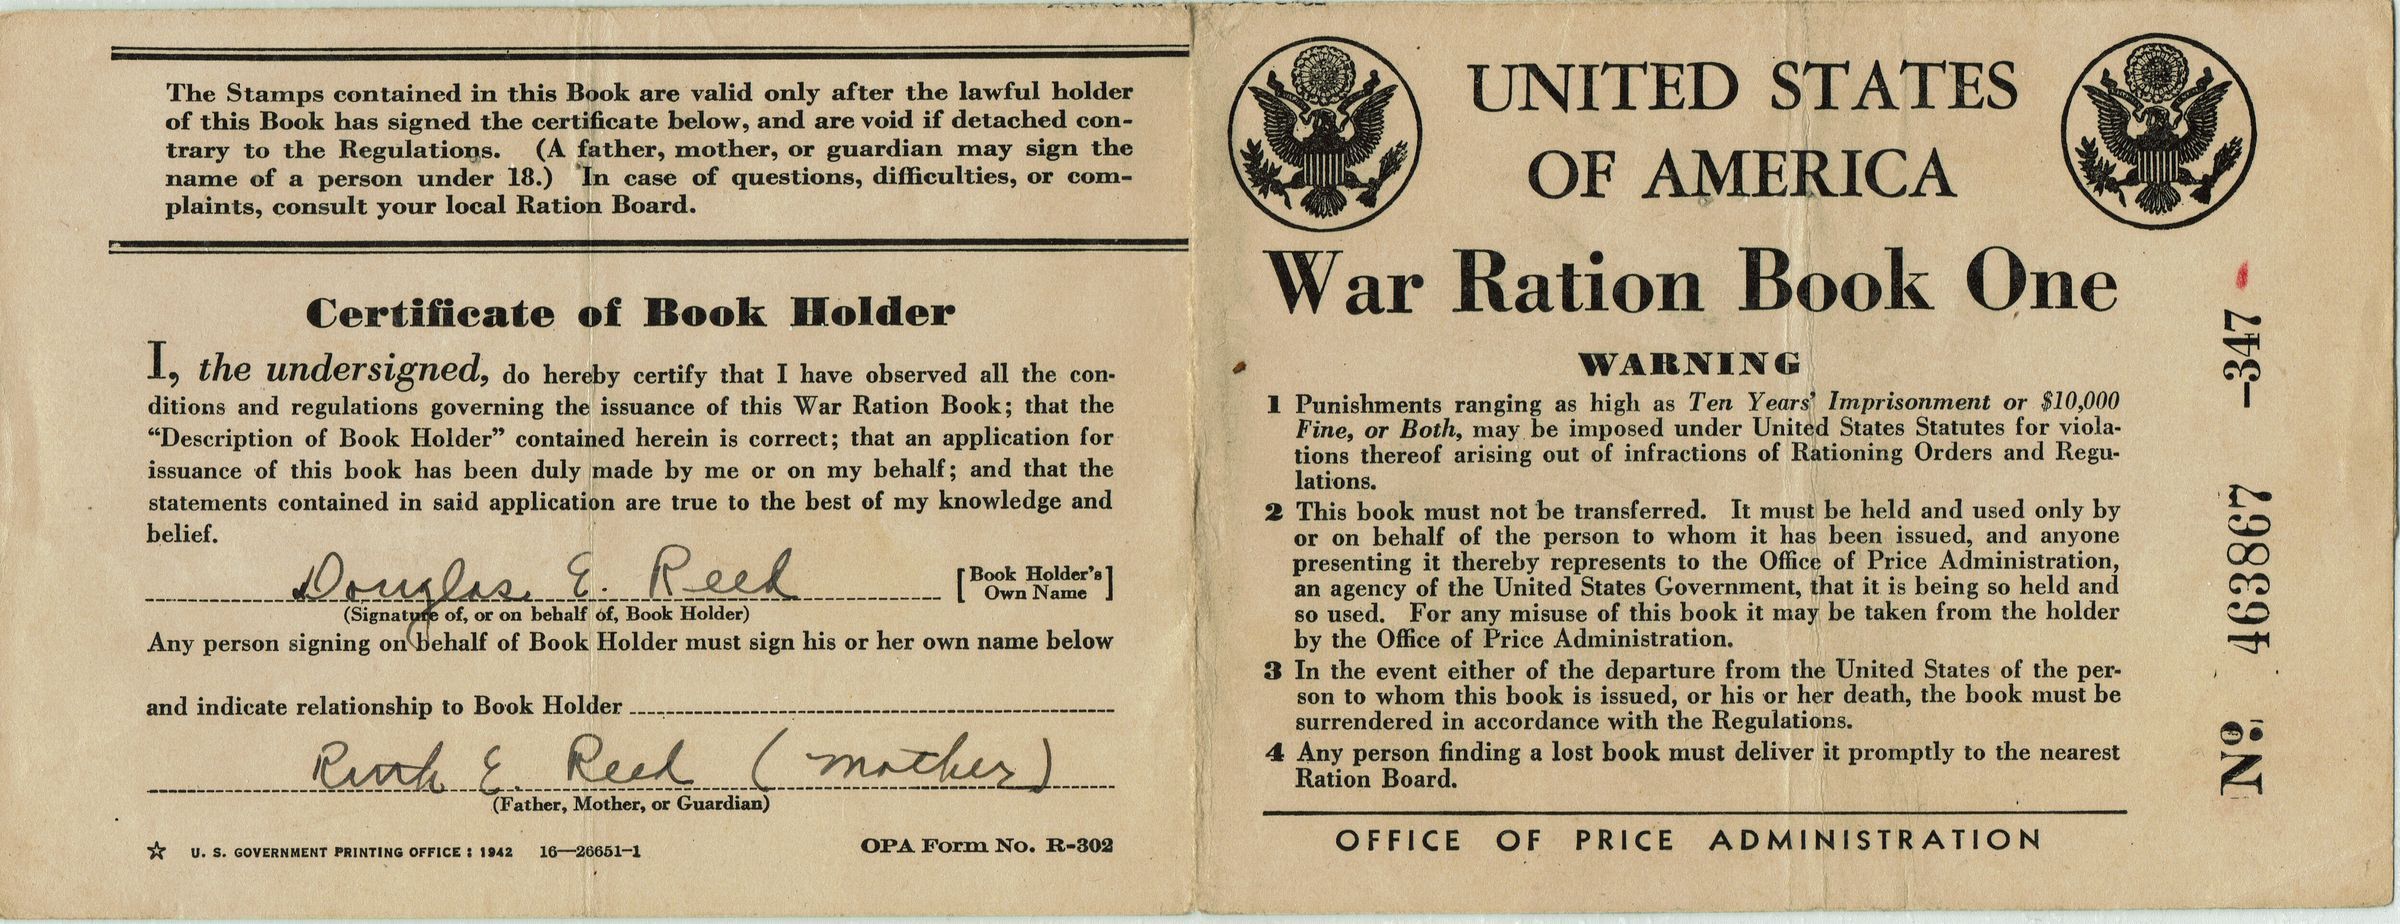 The Stamps contained in this Book are valid only after the lawful holder
of this Book has signed the certificate below, and are void if detached con-
trary to the Regulations. (A father, mother, or guardian may sign the
name of a person under 18.) In case of questions, difficulties, or com-
plaints, consult your local Ration Board.
Certificate of Book Holder
I, the undersigned, do hereby certify that I have observed all the con-
ditions and regulations governing the issuance of this War Ration Book; that the
“Description of Book Holder” contained herein is correct; that an application for
issuance of this book has been duly made by me or on my behalf; and that the
statements contained in said application are true to the best of my knowledge and
belief.
Douglas E. Reed [Book Holder's
Own Name]
(Signature of, or on behalf of, Book Holder)
Any person signing on behalf of Book Holder must sign his or her own name below
and indicate relationship to Book Holder
Ruth E. Reed (mother)
(Father, Mother, or Guardian)
☆ U. S. GOVERNMENT PRINTING OFFICE : 1942 16—26651-1 OPA Form No. R-302
UNITED STATES
OF AMERICA
War Ration Book One
WARNING
1 Punishments ranging as high as Ten Years' Imprisonment or $10,000
Fine, or Both, may be imposed under United States Statutes for viola-
tions thereof arising out of infractions of Rationing Orders and Regu-
lations.
2 This book must not be transferred. It must be held and used only by
or on behalf of the person to whom it has been issued, and anyone
presenting it thereby represents to the Office of Price Administration,
an agency of the United States Government, that it is being so held and
so used. For any misuse of this book it may be taken from the holder
by the Office of Price Administration.
3 In the event either of the departure from the United States of the per-
son to whom this book is issued, or his or her death, the book must be
surrendered in accordance with the Regulations.
4 Any person finding a lost book must deliver it promptly to the nearest
Ration Board.
OFFICE OF PRICE ADMINISTRATION
No. 463867 -347